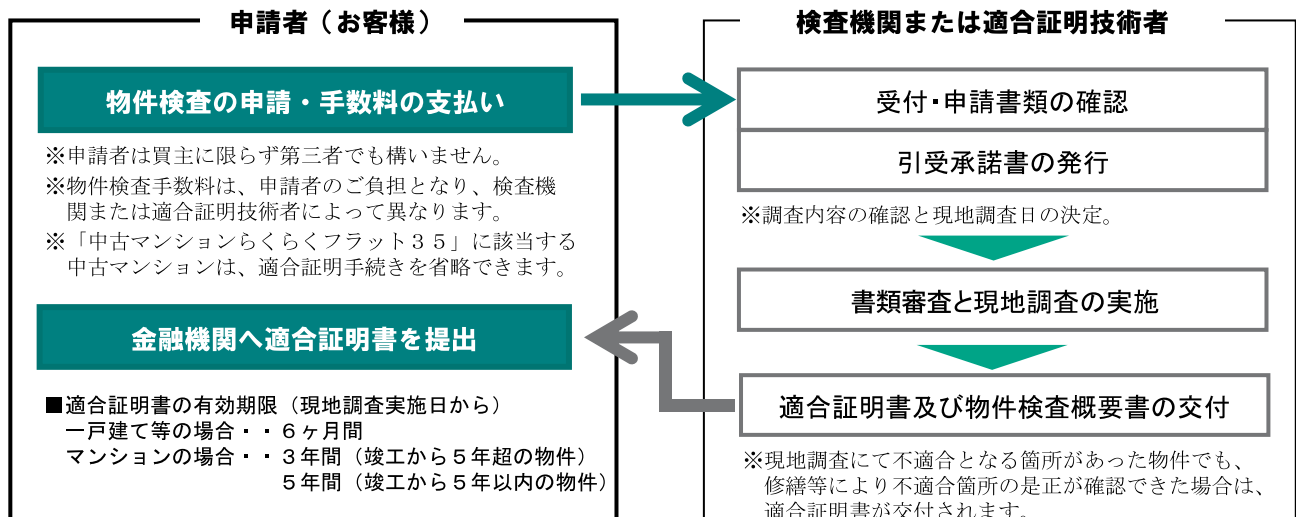 申請者（お客様）
物件検査の申請・手数料の支払い
※申請者は買主に限らず第三者でも構いません。
※物件検査手数料は、申請者のご負担となり、検査機
関または適合証明技術者によって異なります。
※「中古マンションらくらくフラット３５」に該当する
中古マンションは、適合証明手続きを省略できます。
金融機関へ適合証明書を提出
■適合証明書の有効期限（現地調査実施日から）
一戸建て等の場合・・６ヶ月間
マンションの場合・・３年間（竣工から５年超の物件）
５年間（竣工から５年以内の物件）
検査機関または適合証明技術者
受付・申請書類の確認
引受承諾書の発行
※調査内容の確認と現地調査日の決定。
書類審査と現地調査の実施
適合証明書及び物件検査概要書の交付
※現地調査にて不適合となる箇所があった物件でも、
修繕等により不適合箇所の是正が確認できた場合は、
適合証明書が交付されます。